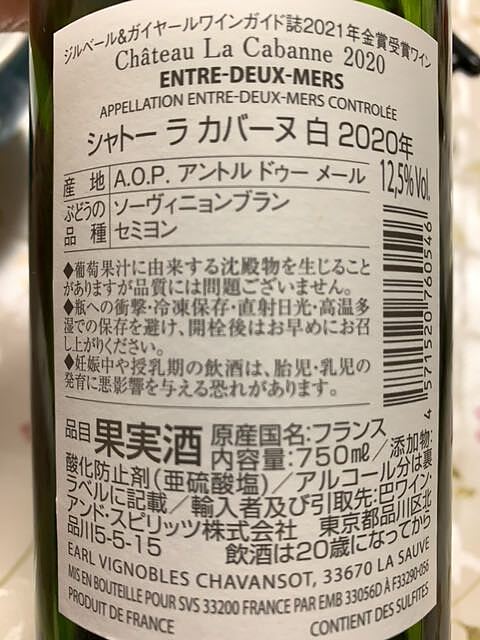 ジルベール&ガイヤールワインガイド誌2021年金賞受賞ワイン
Château La Cabanne 2020
ENTRE-DEUX-MERS
APPELLATION ENTRE-DEUX-MERS CONTROLÉE
シャトー ラ カバーヌ 白 2020年
産 地 A.O.P. アントル ドゥー メール 12,5% Vol.
ぶどうの ソーヴィニョンブラン
品 種 セミヨン
◆葡萄果汁に由来する沈殿物を生じること
がありますが品質には問題ございません。
◆瓶への衝撃・冷凍保存・直射日光・高温多
湿での保存を避け、開栓後はお早めにお召
し上がりください。
◆妊娠中や授乳期の飲酒は、胎児・乳児の
発育に悪影響を与える恐れがあります。
4 571520 760546
品目 果実酒 原産国名:フランス
内容量:750㎖/添加物:
酸化防止剤(亜硫酸塩)/アルコール分は裏
ラベルに記載/輸入者及び引取先:巴ワイン・
アンド・スピリッツ株式会社 東京都品川区北
品川5-5-15 飲酒は20歳になってから
EARL VIGNOBLES CHAVANSOT, 33670 LA SAUVE
MIS EN BOUTEILLE POUR SVS 33200 FRANCE PAR EMB 33056D À F33290-056
PRODUIT DE FRANCE CONTIENT DES SULFITES